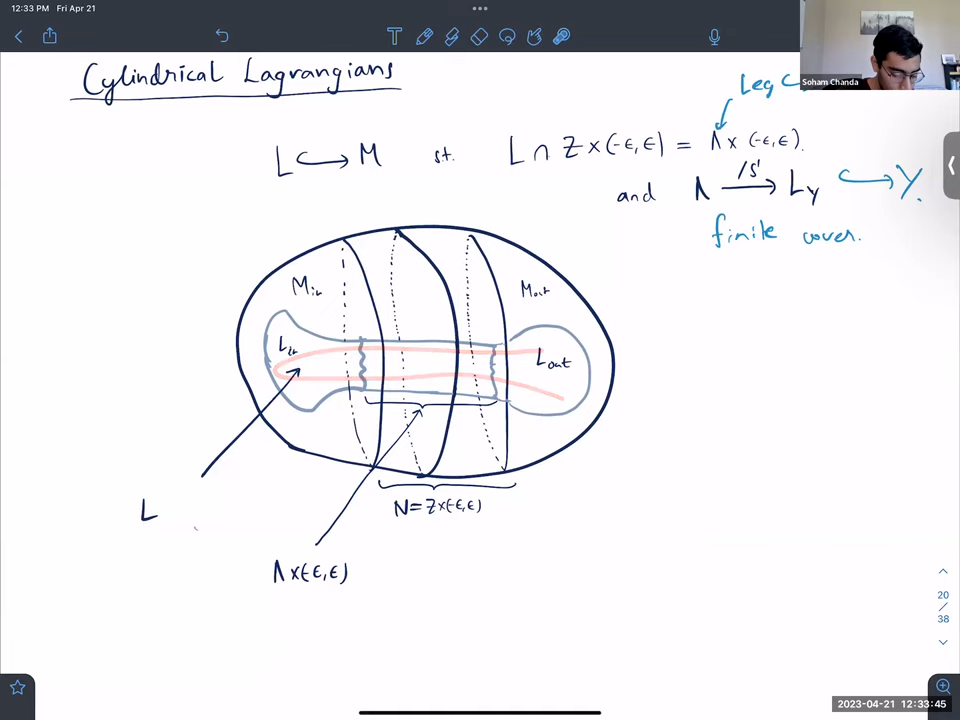 12:33 PM Fri Apr 21
Soham Chanda
Cylindrical Lagrangians
Leg
L ↪ M st. L ∩ Z × (-ε, ε) = Λ × (-ε, ε).
and Λ /S¹→ L_Y ↪ Y.
finite cover.
M_in
M_out
L_in
L_out
L
N = Z × (-ε, ε)
Λ × (-ε, ε)
20
/
38
2023-04-21 12:33:45